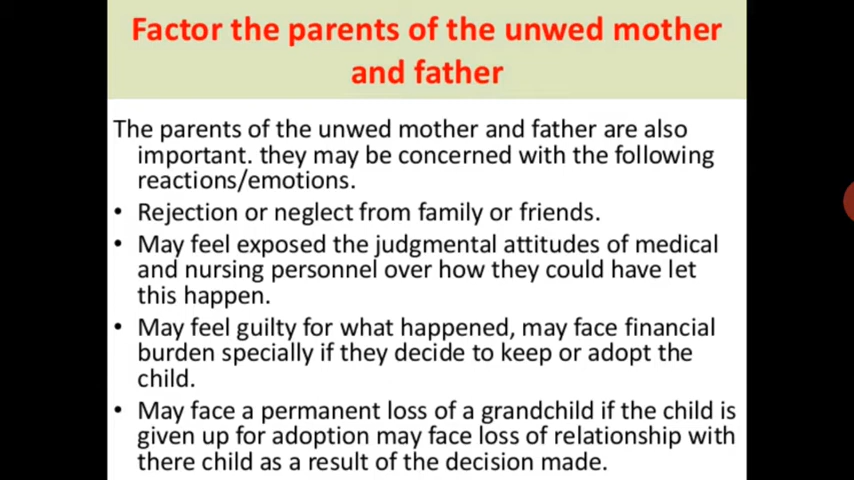 Factor the parents of the unwed mother
and father
The parents of the unwed mother and father are also
important. they may be concerned with the following
reactions/emotions.
• Rejection or neglect from family or friends.
• May feel exposed the judgmental attitudes of medical
and nursing personnel over how they could have let
this happen.
• May feel guilty for what happened, may face financial
burden specially if they decide to keep or adopt the
child.
• May face a permanent loss of a grandchild if the child is
given up for adoption may face loss of relationship with
there child as a result of the decision made.